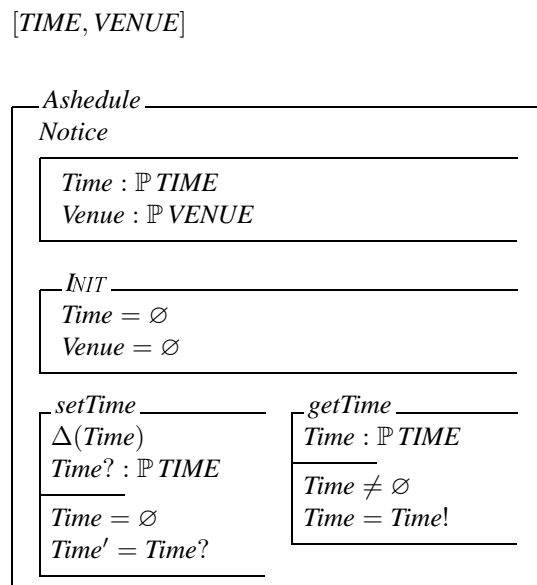 [TIME, VENUE]
Ashedule
Notice
Time : ℙ TIME
Venue : ℙ VENUE
INIT
Time = ∅
Venue = ∅
setTime
Δ(Time)
Time? : ℙ TIME
Time = ∅
Time′ = Time?
getTime
Time : ℙ TIME
Time ≠ ∅
Time = Time!